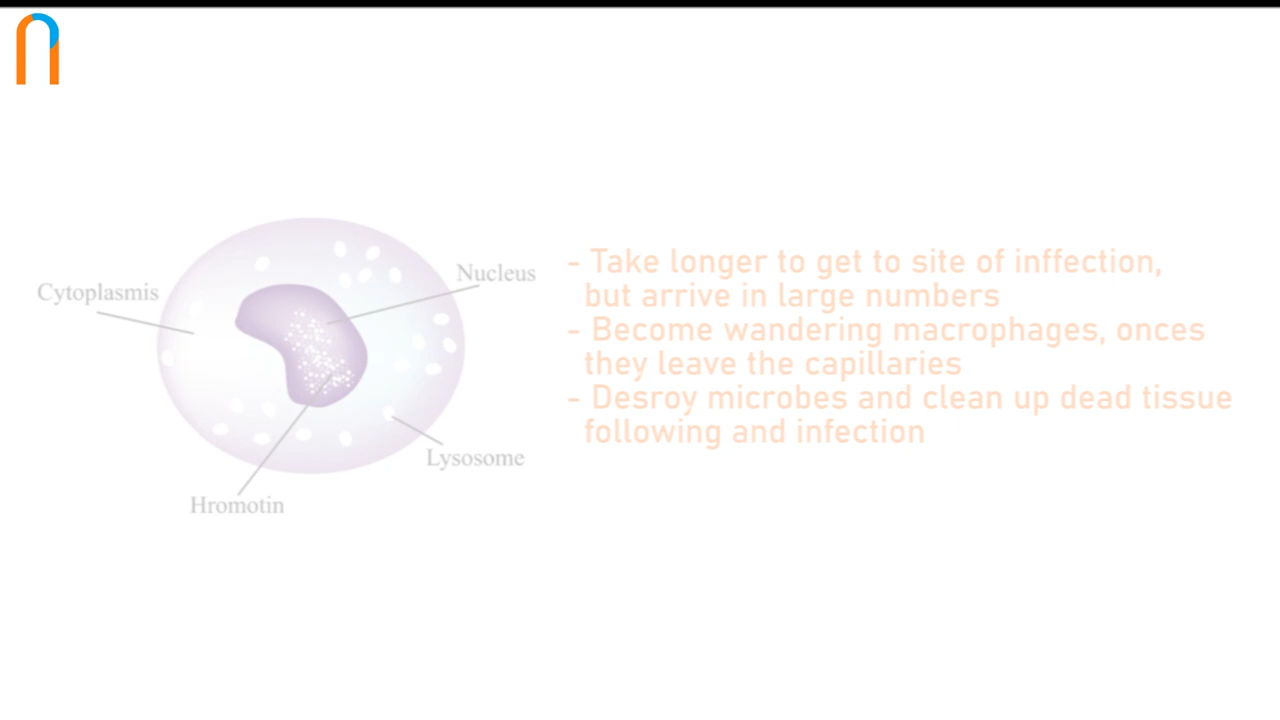 Cytoplasmis
Nucleus
Lysosome
Hromotin
- Take longer to get to site of inffection,
but arrive in large numbers
- Become wandering macrophages, onces
they leave the capillaries
- Desroy microbes and clean up dead tissue
following and infection